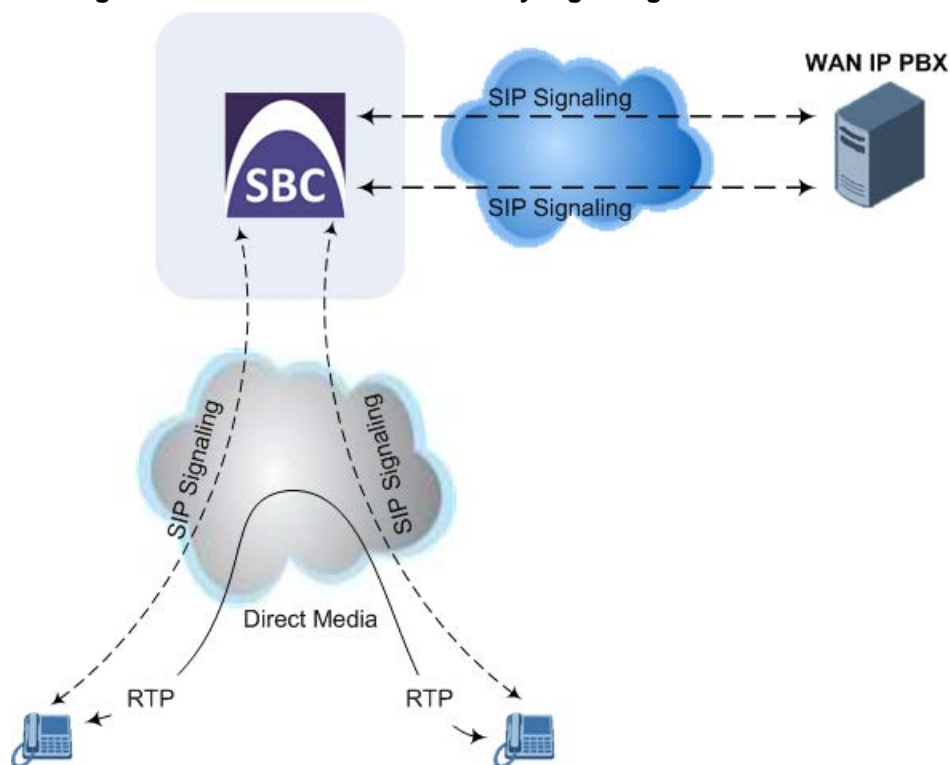 WAN IP PBX
SIP Signaling
SBC
SIP Signaling
SIP Signaling
SIP Signaling
Direct Media
RTP
RTP